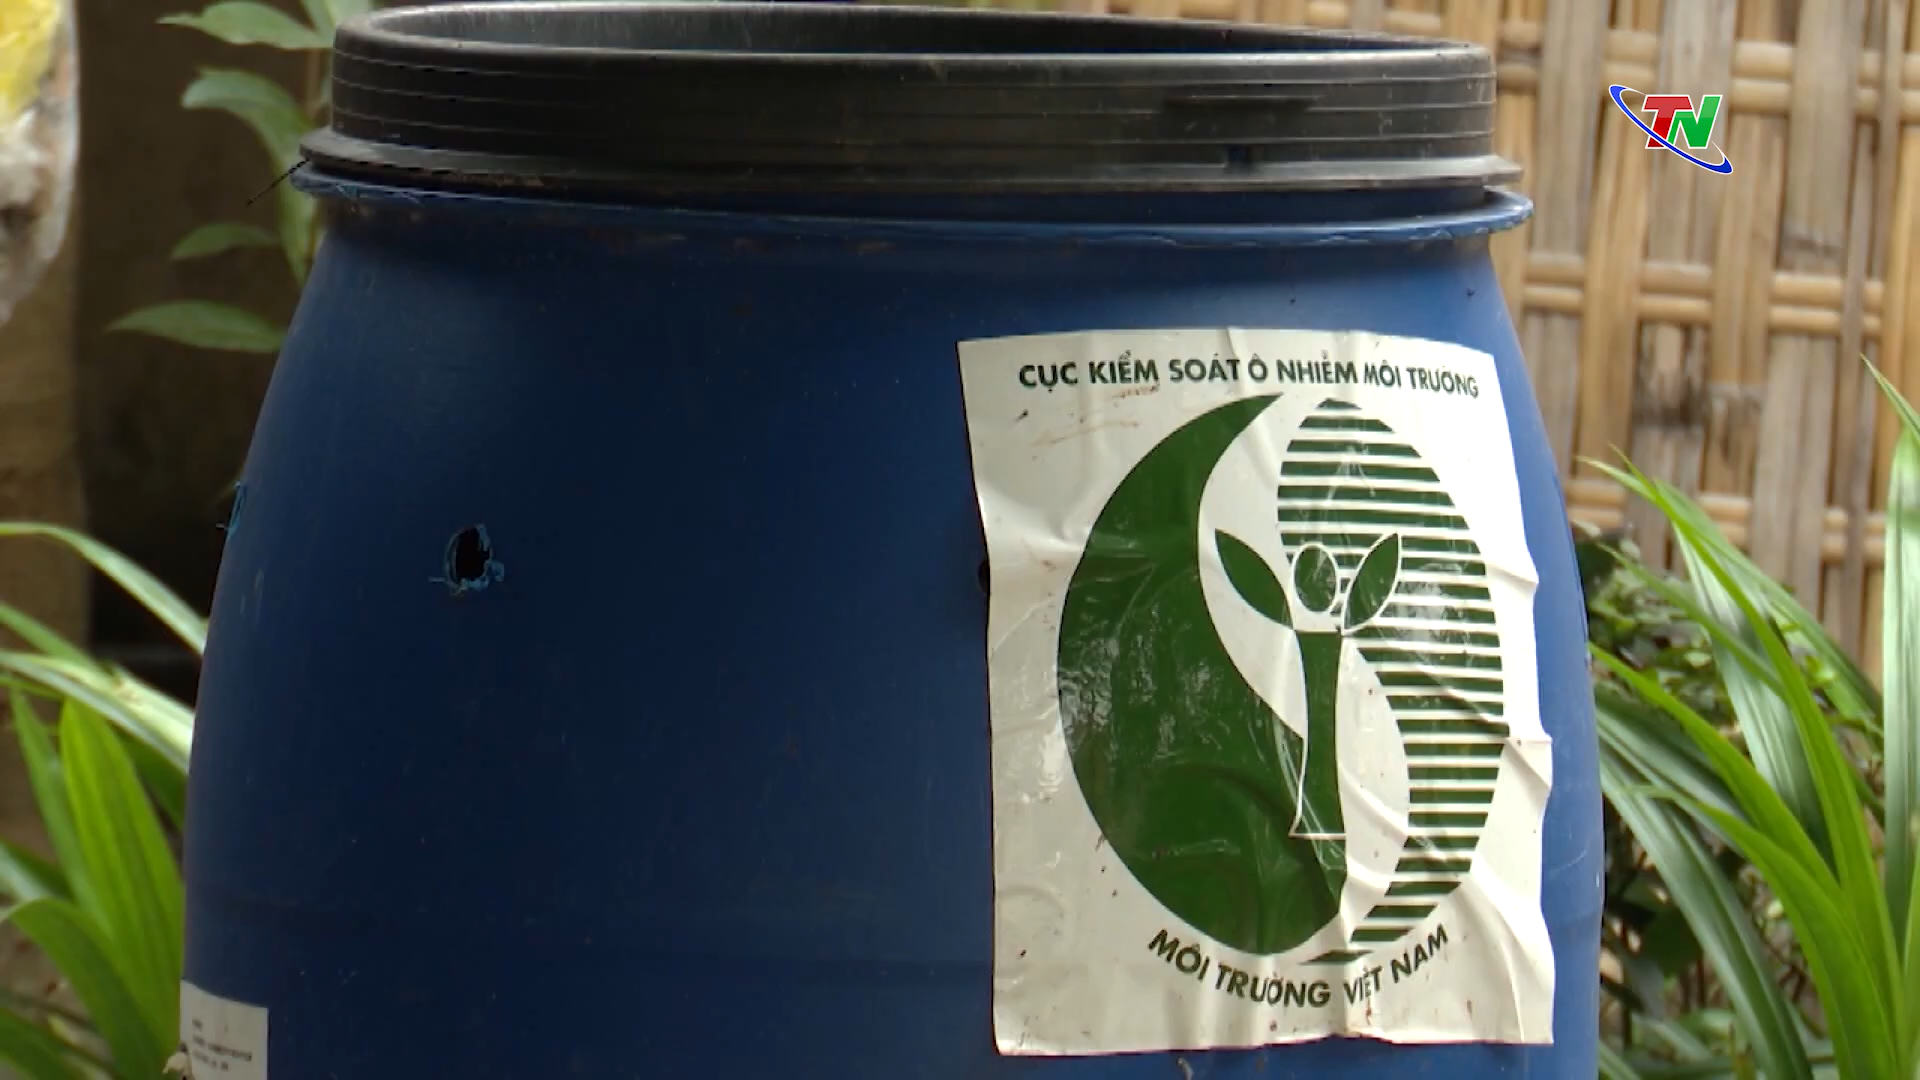 TN
CỤC KIỂM SOÁT Ô NHIỄM MÔI TRƯỜNG
MÔI TRƯỜNG VIỆT NAM